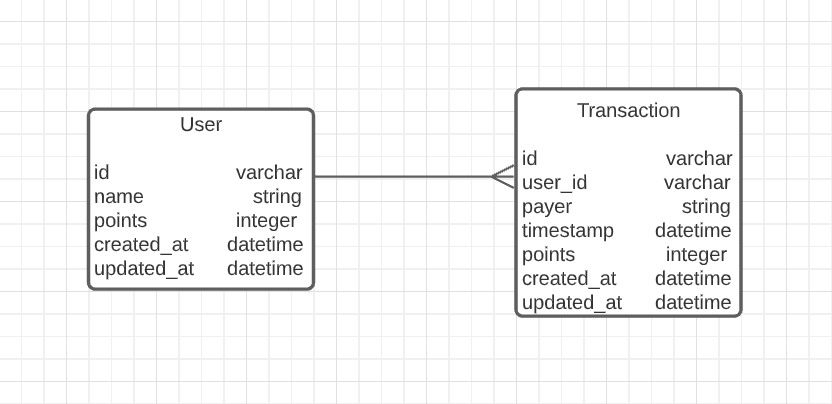 User
id varchar
name string
points integer
created_at datetime
updated_at datetime
Transaction
id varchar
user_id varchar
payer string
timestamp datetime
points integer
created_at datetime
updated_at datetime